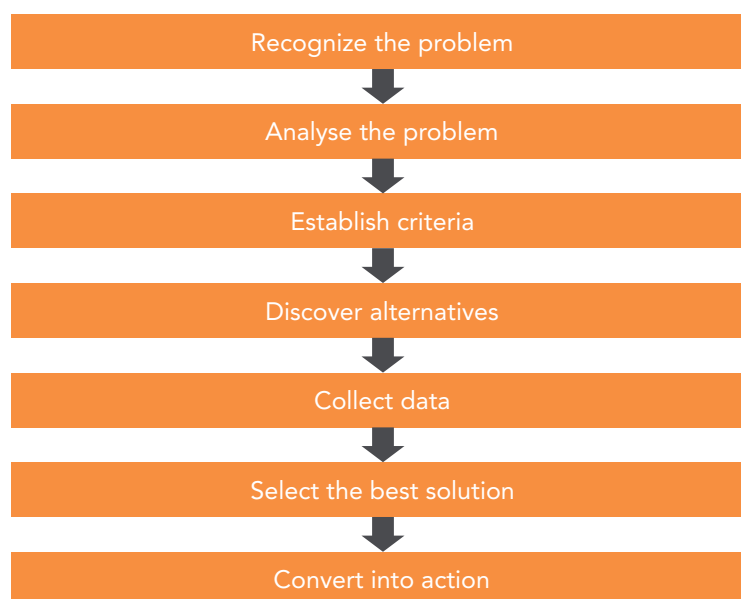 Recognize the problem
Analyse the problem
Establish criteria
Discover alternatives
Collect data
Select the best solution
Convert into action